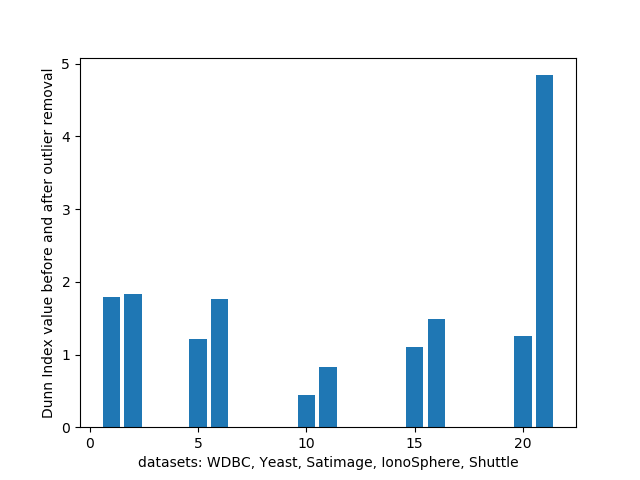 Dunn Index value before and after outlier removal
5
4
3
2
1
0
0 5 10 15 20
datasets: WDBC, Yeast, Satimage, IonoSphere, Shuttle